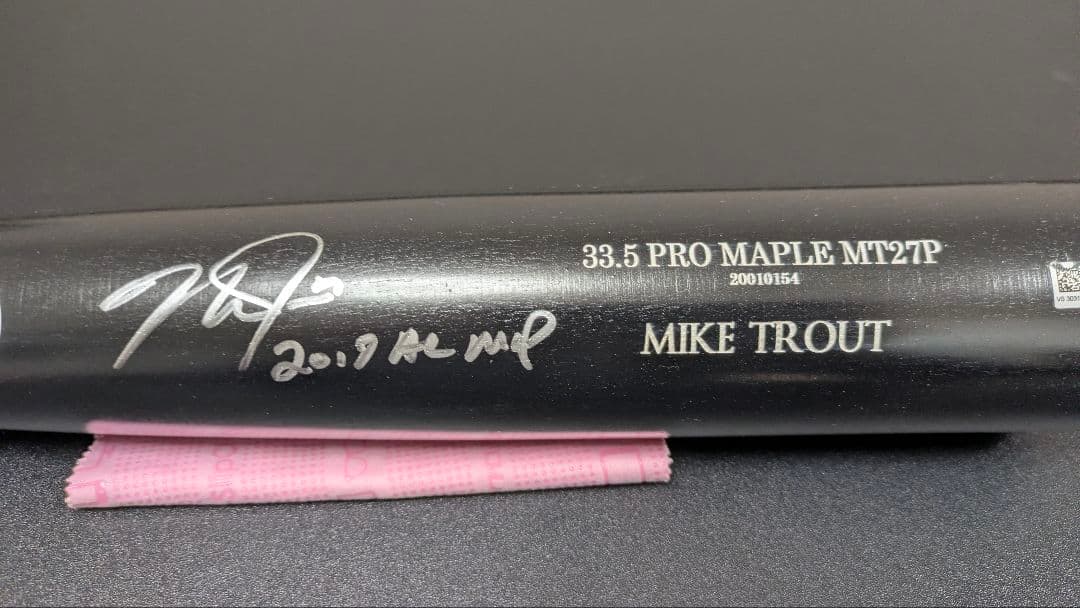 33.5 PRO MAPLE MT27P
20010154
MIKE TROUT
2019 AL MVP